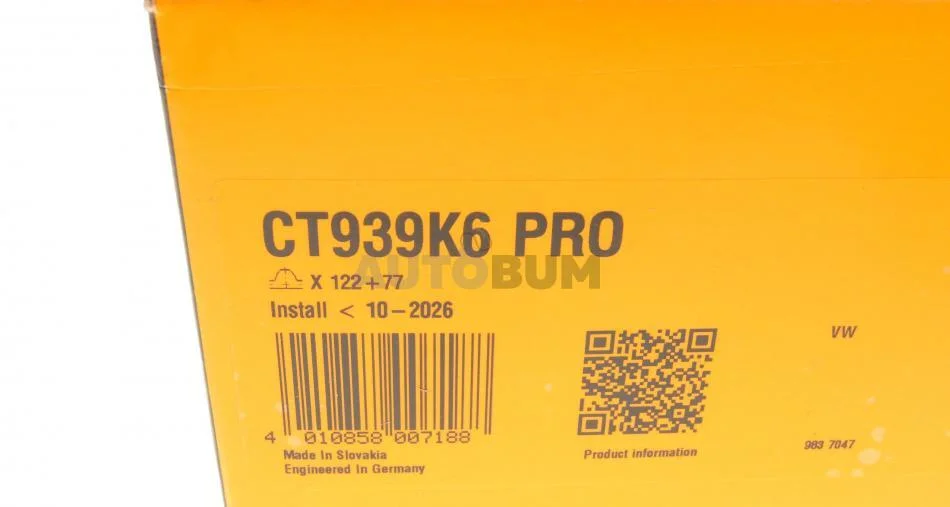 CT939K6 PRO
X 122+77
Install < 10-2026
VW
4 010858 007188
Made In Slovakia
Engineered In Germany
Product information
983 7047
AUTOBUM